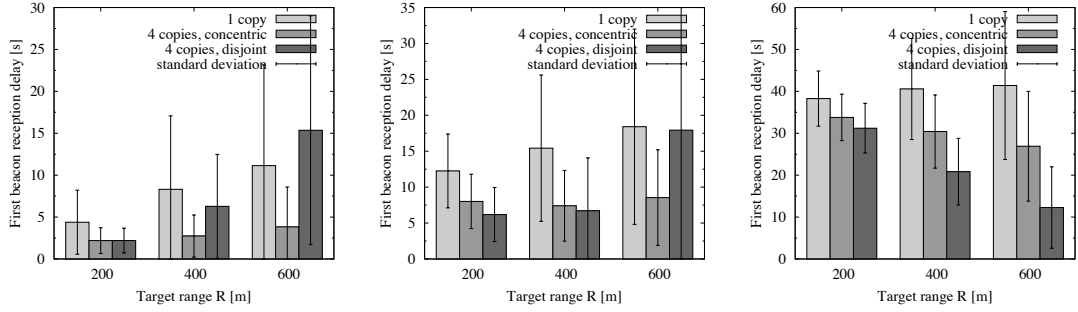 First beacon reception delay [s]
30
25
20
15
10
5
0
1 copy
4 copies, concentric
4 copies, disjoint
standard deviation
200 400 600
Target range R [m]
First beacon reception delay [s]
35
30
25
20
15
10
5
0
1 copy
4 copies, concentric
4 copies, disjoint
standard deviation
200 400 600
Target range R [m]
First beacon reception delay [s]
60
50
40
30
20
10
0
1 copy
4 copies, concentric
4 copies, disjoint
standard deviation
200 400 600
Target range R [m]